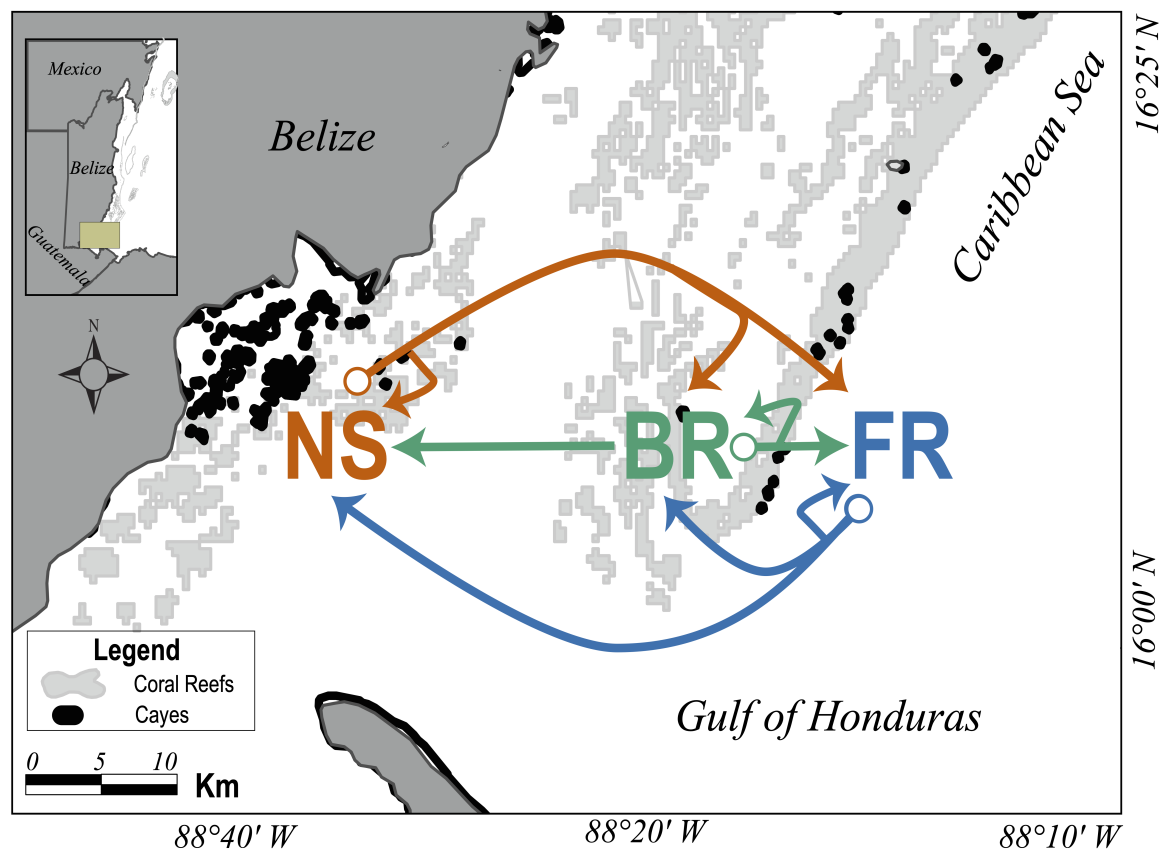 Mexico
Belize
Guatemala
N
Belize
Caribbean Sea
16°25' N
NS
BR
FR
16°00' N
Legend
Coral Reefs
Cayes
0 5 10
Km
Gulf of Honduras
88°40' W
88°20' W
88°10' W